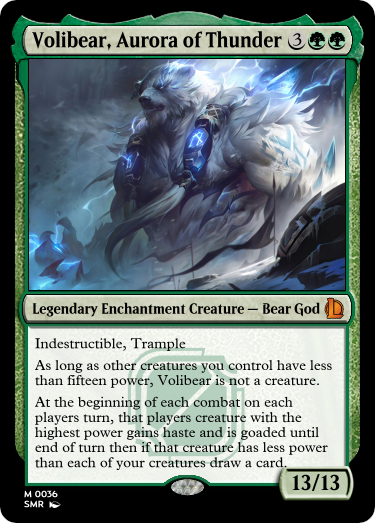 Volibear, Aurora of Thunder 3
Legendary Enchantment Creature — Bear God
Indestructible, Trample
As long as other creatures you control have less
than fifteen power, Volibear is not a creature.
At the beginning of each combat on each
players turn, that players creature with the
highest power gains haste and is goaded until
end of turn then if that creature has less power
than each of your creatures draw a card.
13/13
M 0036
SMR